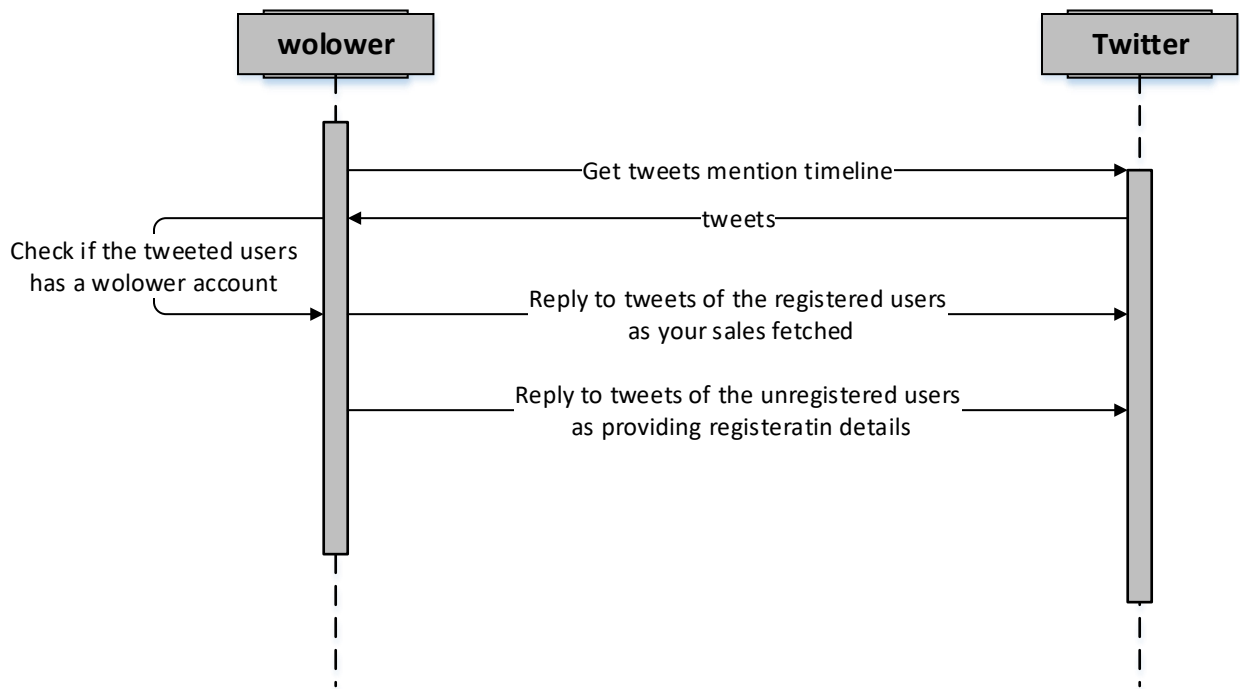 wolower
Twitter
Get tweets mention timeline
tweets
Check if the tweeted users
has a wolower account
Reply to tweets of the registered users
as your sales fetched
Reply to tweets of the unregistered users
as providing registeratin details